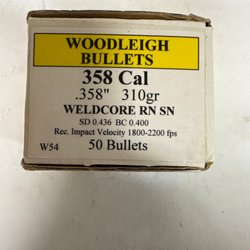 WOODLEIGH
BULLETS
358 Cal
.358" 310gr
WELDCORE RN SN
SD 0.436 BC 0.400
Rec. Impact Velocity 1800-2200 fps
W54 50 Bullets